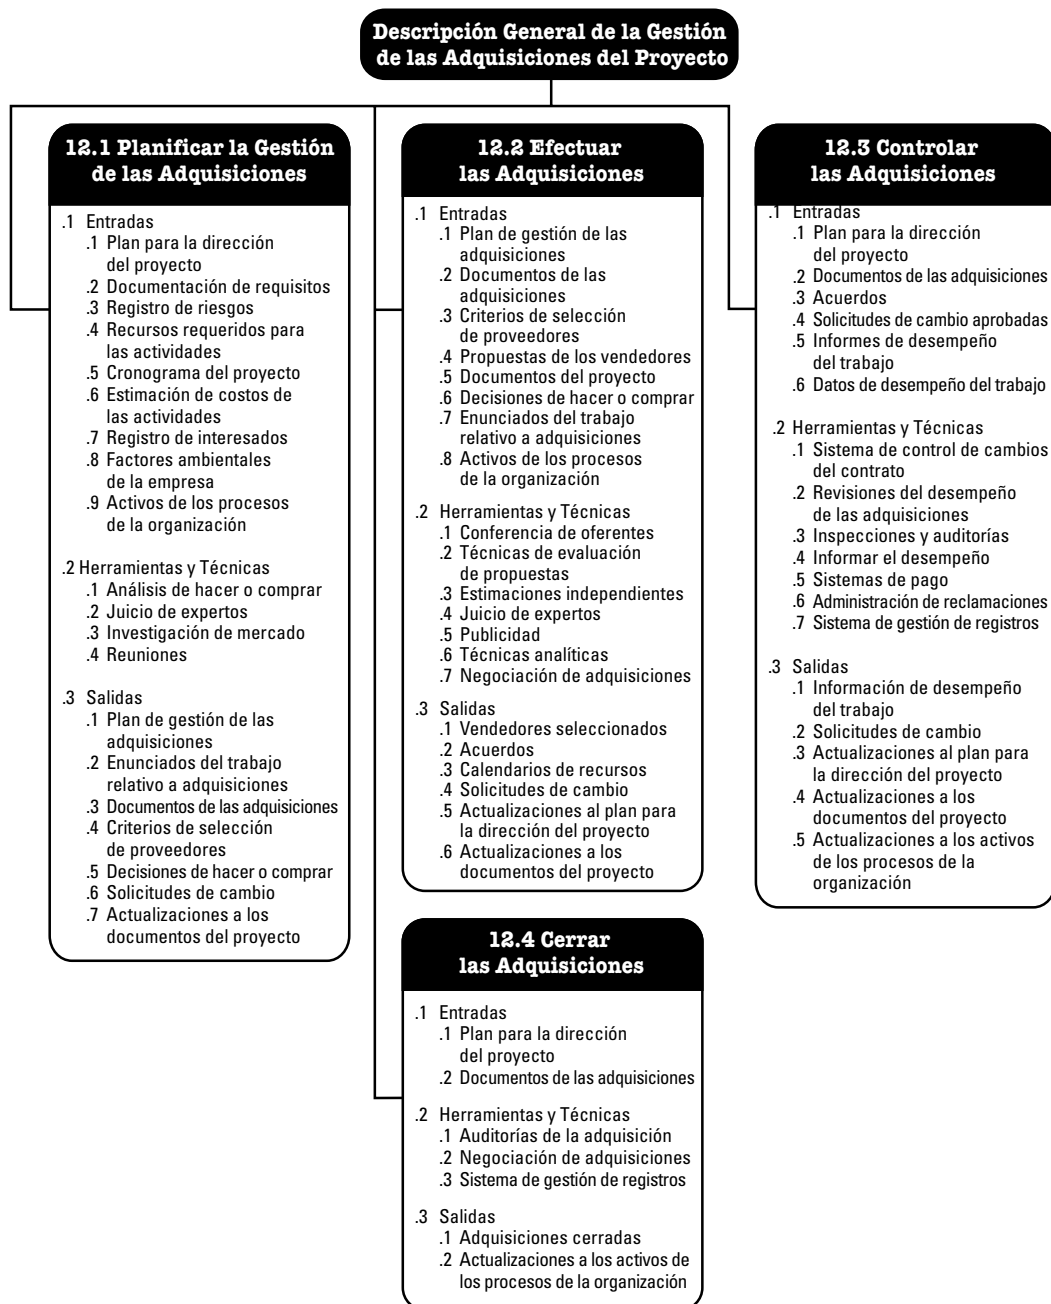 Descripción General de la Gestión
de las Adquisiciones del Proyecto
12.1 Planificar la Gestión
de las Adquisiciones
.1 Entradas
.1 Plan para la dirección
del proyecto
.2 Documentación de requisitos
.3 Registro de riesgos
.4 Recursos requeridos para
las actividades
.5 Cronograma del proyecto
.6 Estimación de costos de
las actividades
.7 Registro de interesados
.8 Factores ambientales
de la empresa
.9 Activos de los procesos
de la organización
.2 Herramientas y Técnicas
.1 Análisis de hacer o comprar
.2 Juicio de expertos
.3 Investigación de mercado
.4 Reuniones
.3 Salidas
.1 Plan de gestión de las
adquisiciones
.2 Enunciados del trabajo
relativo a adquisiciones
.3 Documentos de las adquisiciones
.4 Criterios de selección
de proveedores
.5 Decisiones de hacer o comprar
.6 Solicitudes de cambio
.7 Actualizaciones a los
documentos del proyecto
12.2 Efectuar
las Adquisiciones
.1 Entradas
.1 Plan de gestión de las
adquisiciones
.2 Documentos de las
adquisiciones
.3 Criterios de selección
de proveedores
.4 Propuestas de los vendedores
.5 Documentos del proyecto
.6 Decisiones de hacer o comprar
.7 Enunciados del trabajo
relativo a adquisiciones
.8 Activos de los procesos
de la organización
.2 Herramientas y Técnicas
.1 Conferencia de oferentes
.2 Técnicas de evaluación
de propuestas
.3 Estimaciones independientes
.4 Juicio de expertos
.5 Publicidad
.6 Técnicas analíticas
.7 Negociación de adquisiciones
.3 Salidas
.1 Vendedores seleccionados
.2 Acuerdos
.3 Calendarios de recursos
.4 Solicitudes de cambio
.5 Actualizaciones al plan para
la dirección del proyecto
.6 Actualizaciones a los
documentos del proyecto
12.3 Controlar
las Adquisiciones
.1 Entradas
.1 Plan para la dirección
del proyecto
.2 Documentos de las adquisiciones
.3 Acuerdos
.4 Solicitudes de cambio aprobadas
.5 Informes de desempeño
del trabajo
.6 Datos de desempeño del trabajo
.2 Herramientas y Técnicas
.1 Sistema de control de cambios
del contrato
.2 Revisiones del desempeño
de las adquisiciones
.3 Inspecciones y auditorías
.4 Informar el desempeño
.5 Sistemas de pago
.6 Administración de reclamaciones
.7 Sistema de gestión de registros
.3 Salidas
.1 Información de desempeño
del trabajo
.2 Solicitudes de cambio
.3 Actualizaciones al plan para
la dirección del proyecto
.4 Actualizaciones a los
documentos del proyecto
.5 Actualizaciones a los activos
de los procesos de la
organización
12.4 Cerrar
las Adquisiciones
.1 Entradas
.1 Plan para la dirección
del proyecto
.2 Documentos de las adquisiciones
.2 Herramientas y Técnicas
.1 Auditorías de la adquisición
.2 Negociación de adquisiciones
.3 Sistema de gestión de registros
.3 Salidas
.1 Adquisiciones cerradas
.2 Actualizaciones a los activos de
los procesos de la organización